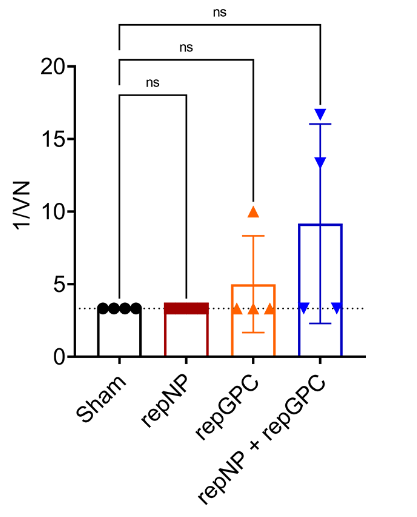 ns
ns
ns
20
15
10
5
0
1/VN
Sham
repNP
repGPC
repNP + repGPC